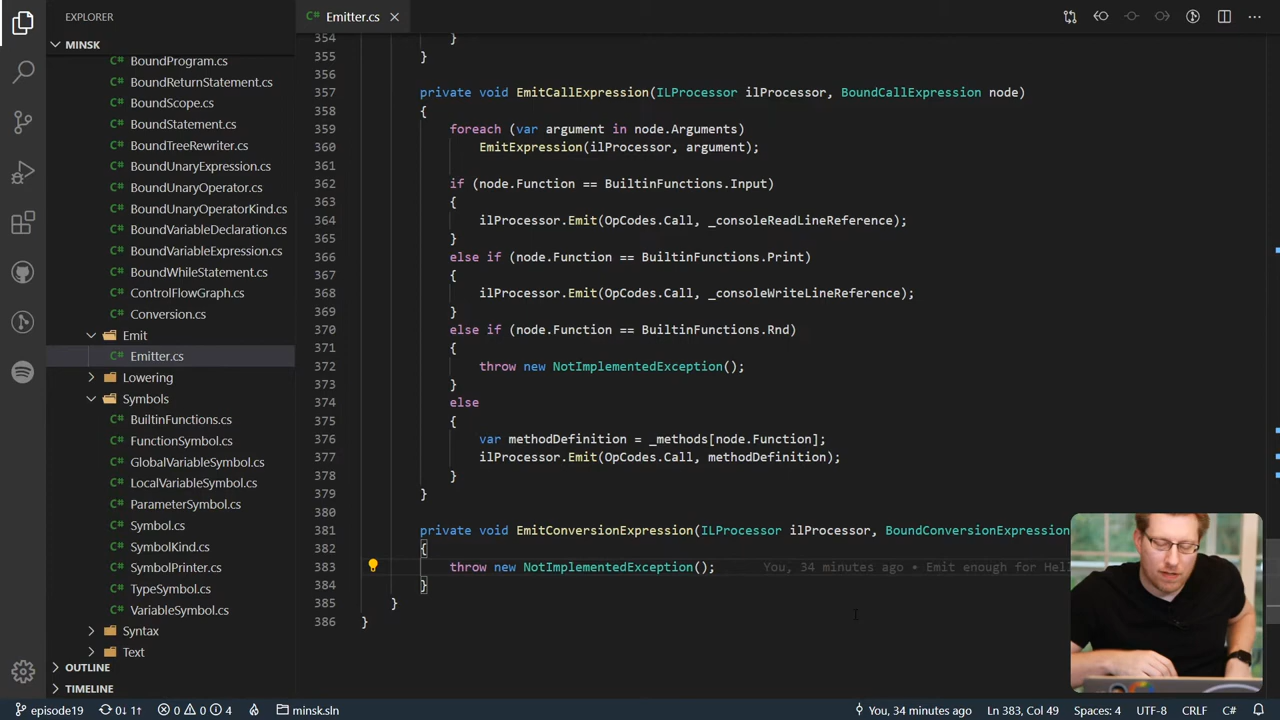 EXPLORER
Emitter.cs
MINSK
BoundProgram.cs
BoundReturnStatement.cs
BoundScope.cs
BoundStatement.cs
BoundTreeRewriter.cs
BoundUnaryExpression.cs
BoundUnaryOperator.cs
BoundUnaryOperatorKind.cs
BoundVariableDeclaration.cs
BoundVariableExpression.cs
BoundWhileStatement.cs
ControlFlowGraph.cs
Conversion.cs
Emit
Emitter.cs
Lowering
Symbols
BuiltinFunctions.cs
FunctionSymbol.cs
GlobalVariableSymbol.cs
LocalVariableSymbol.cs
ParameterSymbol.cs
Symbol.cs
SymbolKind.cs
SymbolPrinter.cs
TypeSymbol.cs
VariableSymbol.cs
Syntax
Text
OUTLINE
TIMELINE
354 }
355 }
356
357 private void EmitCallExpression(ILProcessor ilProcessor, BoundCallExpression node)
358 {
359 foreach (var argument in node.Arguments)
360 EmitExpression(ilProcessor, argument);
361
362 if (node.Function == BuiltinFunctions.Input)
363 {
364 ilProcessor.Emit(OpCodes.Call, _consoleReadLineReference);
365 }
366 else if (node.Function == BuiltinFunctions.Print)
367 {
368 ilProcessor.Emit(OpCodes.Call, _consoleWriteLineReference);
369 }
370 else if (node.Function == BuiltinFunctions.Rnd)
371 {
372 throw new NotImplementedException();
373 }
374 else
375 {
376 var methodDefinition = _methods[node.Function];
377 ilProcessor.Emit(OpCodes.Call, methodDefinition);
378 }
379 }
380
381 private void EmitConversionExpression(ILProcessor ilProcessor, BoundConversionExpression
382 {
383 throw new NotImplementedException(); You, 34 minutes ago • Emit enough for Hel
384 }
385 }
386 }
episode19 0↓ 1↑ 0 0 4 minsk.sln You, 34 minutes ago Ln 383, Col 49 Spaces: 4 UTF-8 CRLF C#